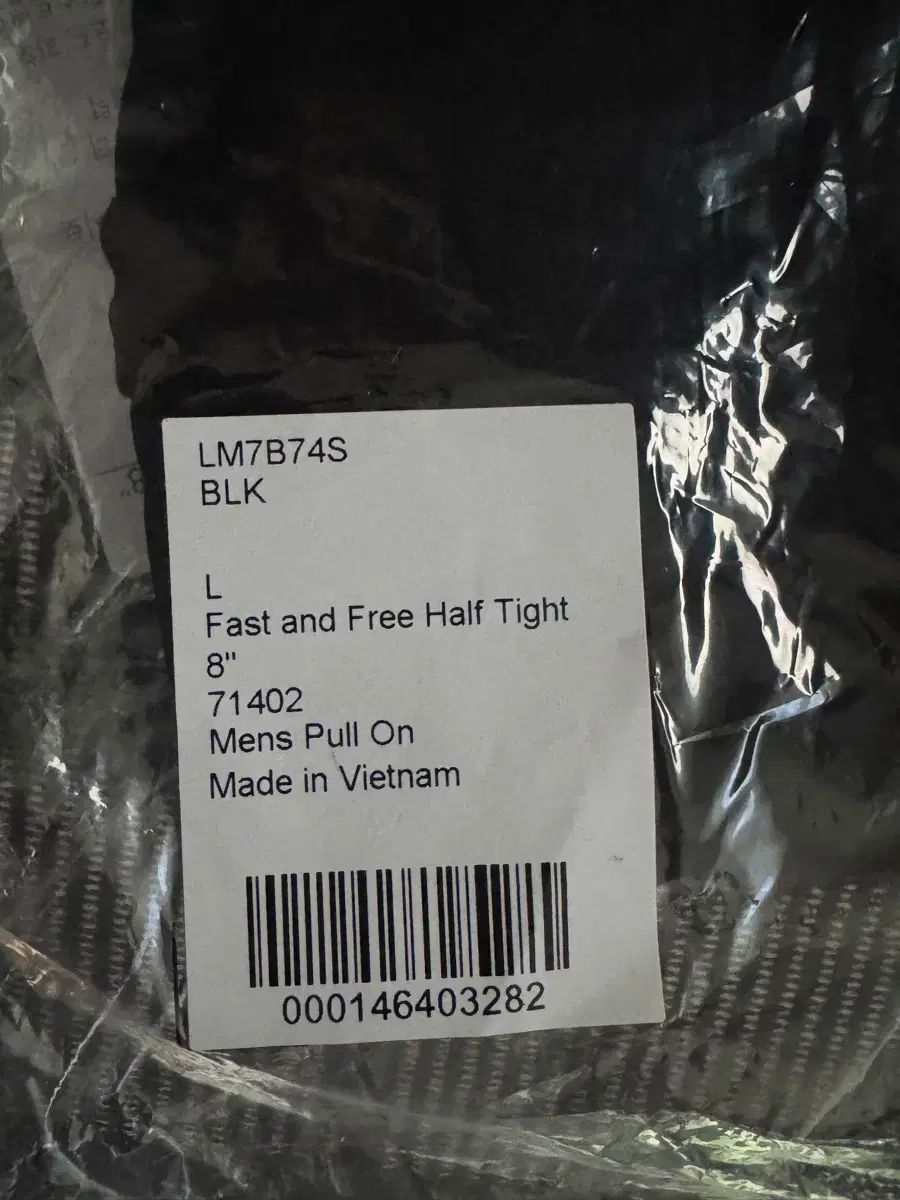 LM7B74S
BLK
L
Fast and Free Half Tight
8"
71402
Mens Pull On
Made in Vietnam
000146403282